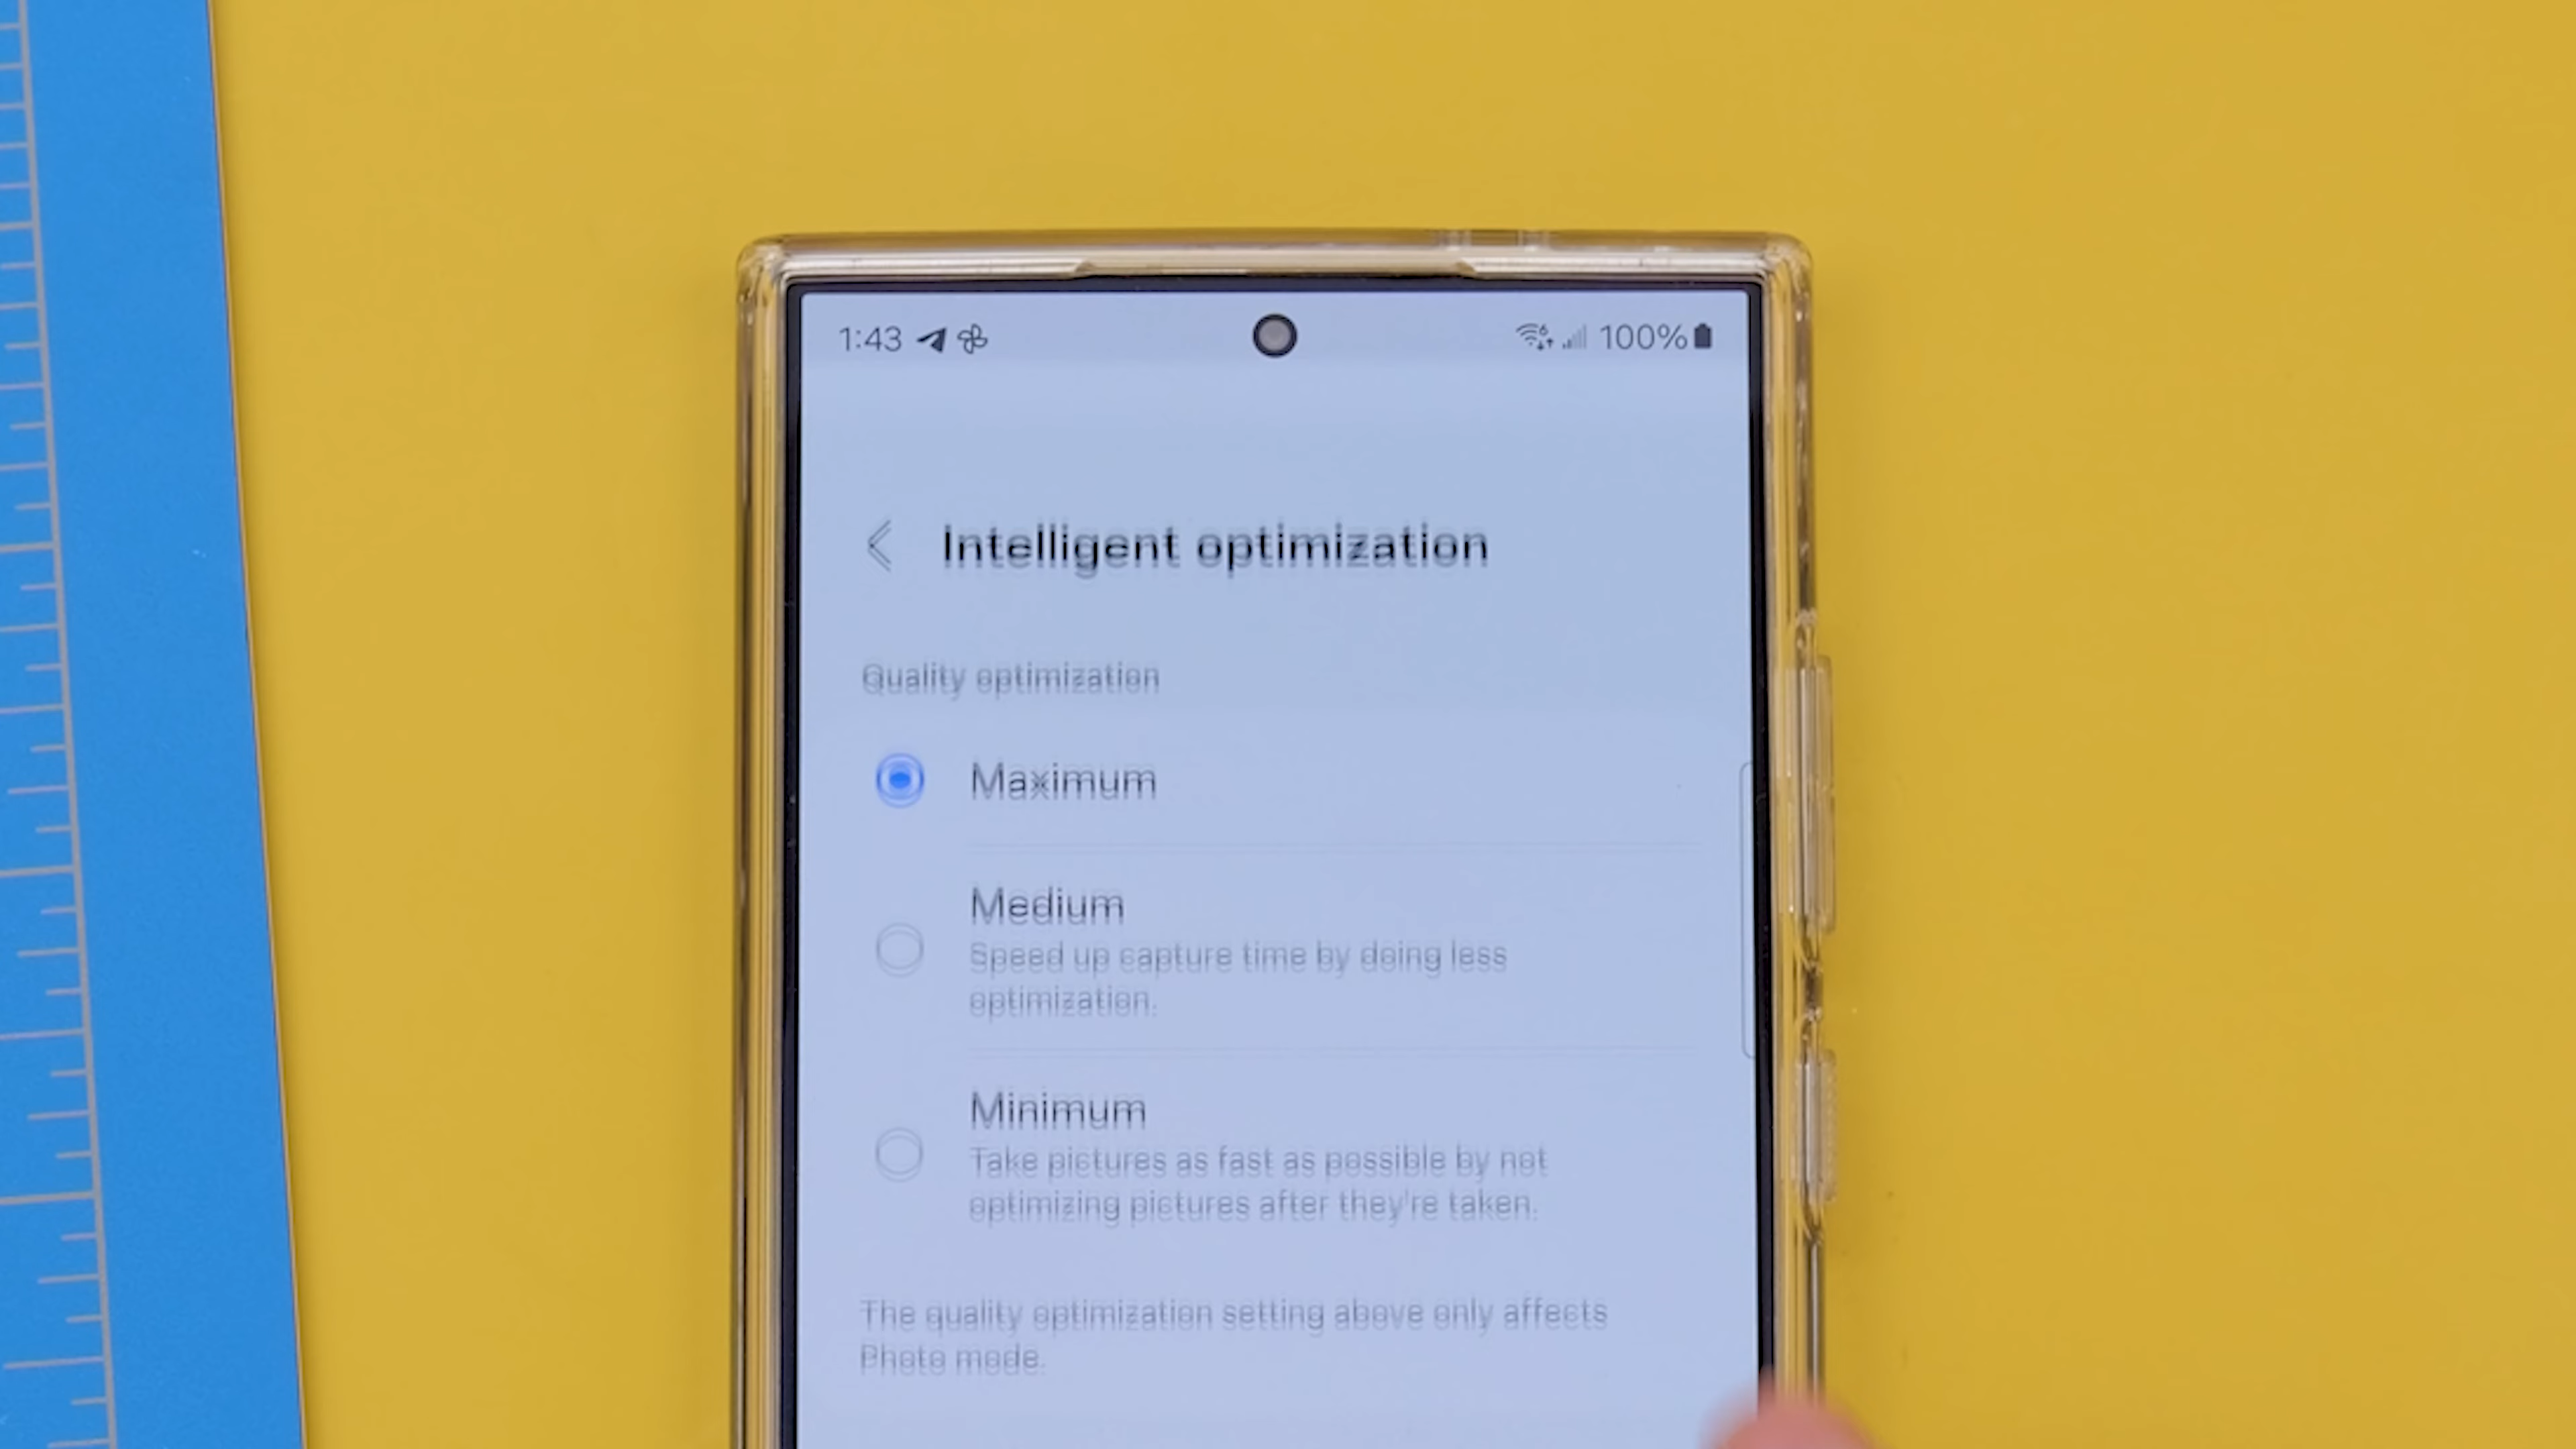 1:43 100%
Intelligent optimization
Quality optimization
Maximum
Medium
Speed up capture time by doing less
optimization.
Minimum
Take pictures as fast as possible by not
optimizing pictures after they're taken.
The quality optimization setting above only affects
Photo mode.